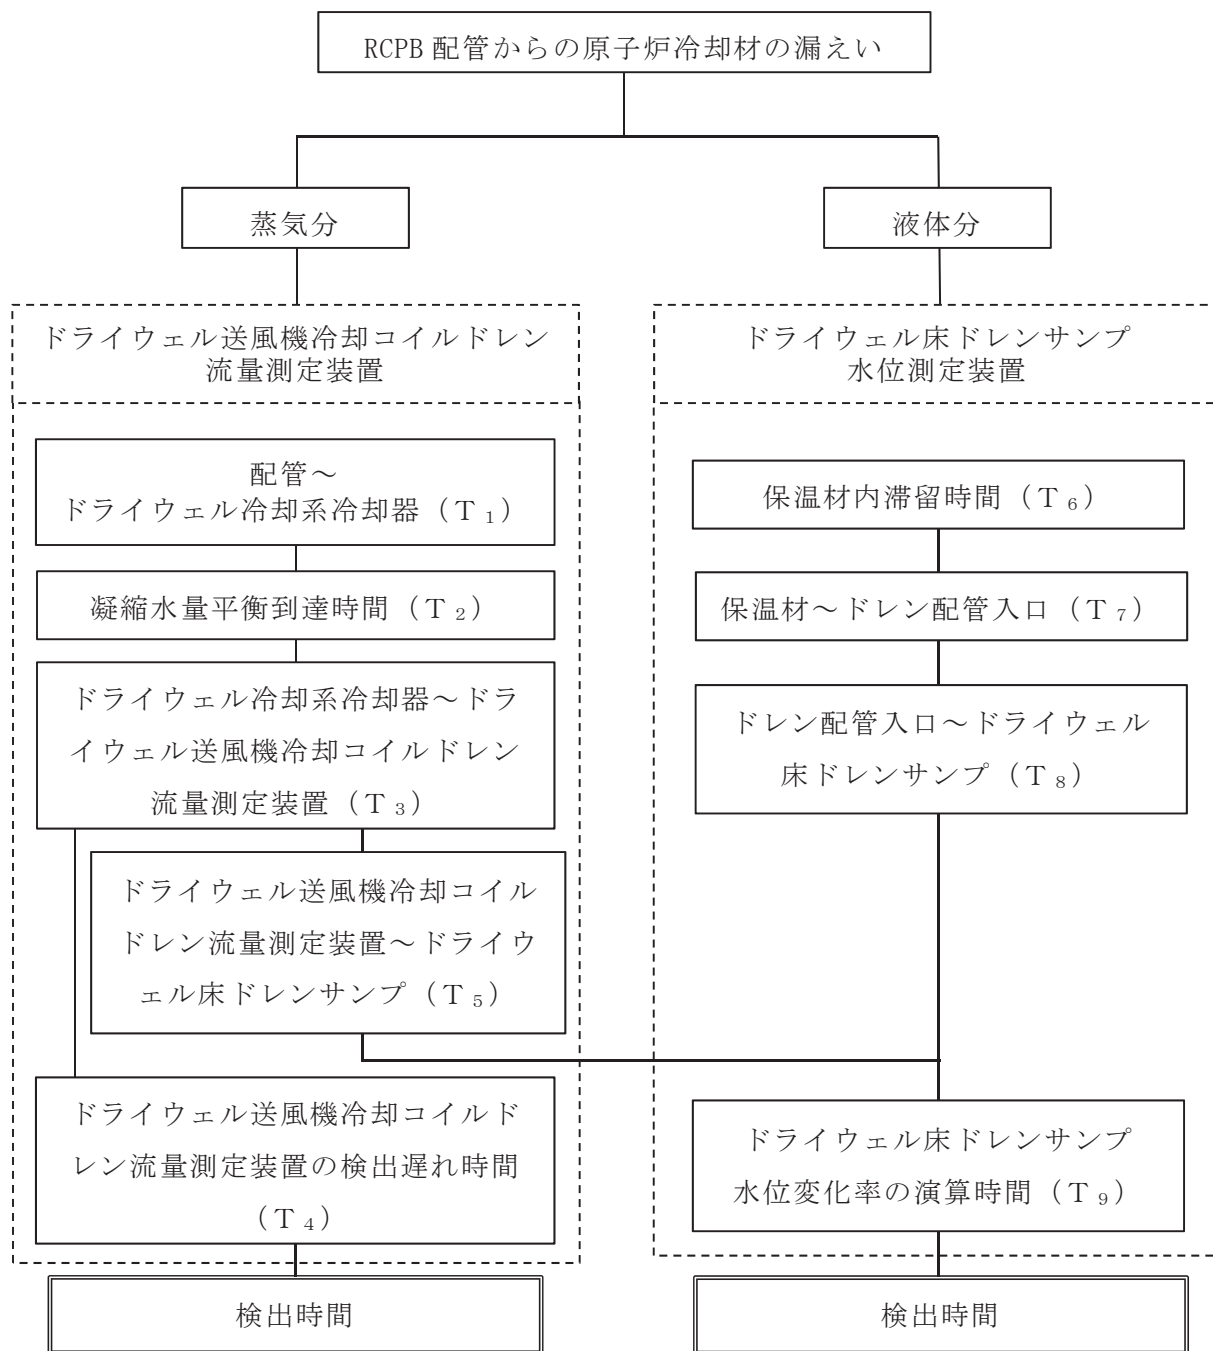 RCPB 配管からの原子炉冷却材の漏えい
蒸気分
液体分
ドライウェル送風機冷却コイルドレン
流量測定装置
ドライウェル床ドレンサンプ
水位測定装置
配管～
ドライウェル冷却系冷却器（Ｔ₁）
凝縮水量平衡到達時間（Ｔ₂）
ドライウェル冷却系冷却器～ドラ
イウェル送風機冷却コイルドレン
流量測定装置（Ｔ₃）
ドライウェル送風機冷却コイル
ドレン流量測定装置～ドライウ
ェル床ドレンサンプ（Ｔ₅）
ドライウェル送風機冷却コイルド
レン流量測定装置の検出遅れ時間
（Ｔ₄）
検出時間
保温材内滞留時間（Ｔ₆）
保温材～ドレン配管入口（Ｔ₇）
ドレン配管入口～ドライウェル
床ドレンサンプ（Ｔ₈）
ドライウェル床ドレンサンプ
水位変化率の演算時間（Ｔ₉）
検出時間